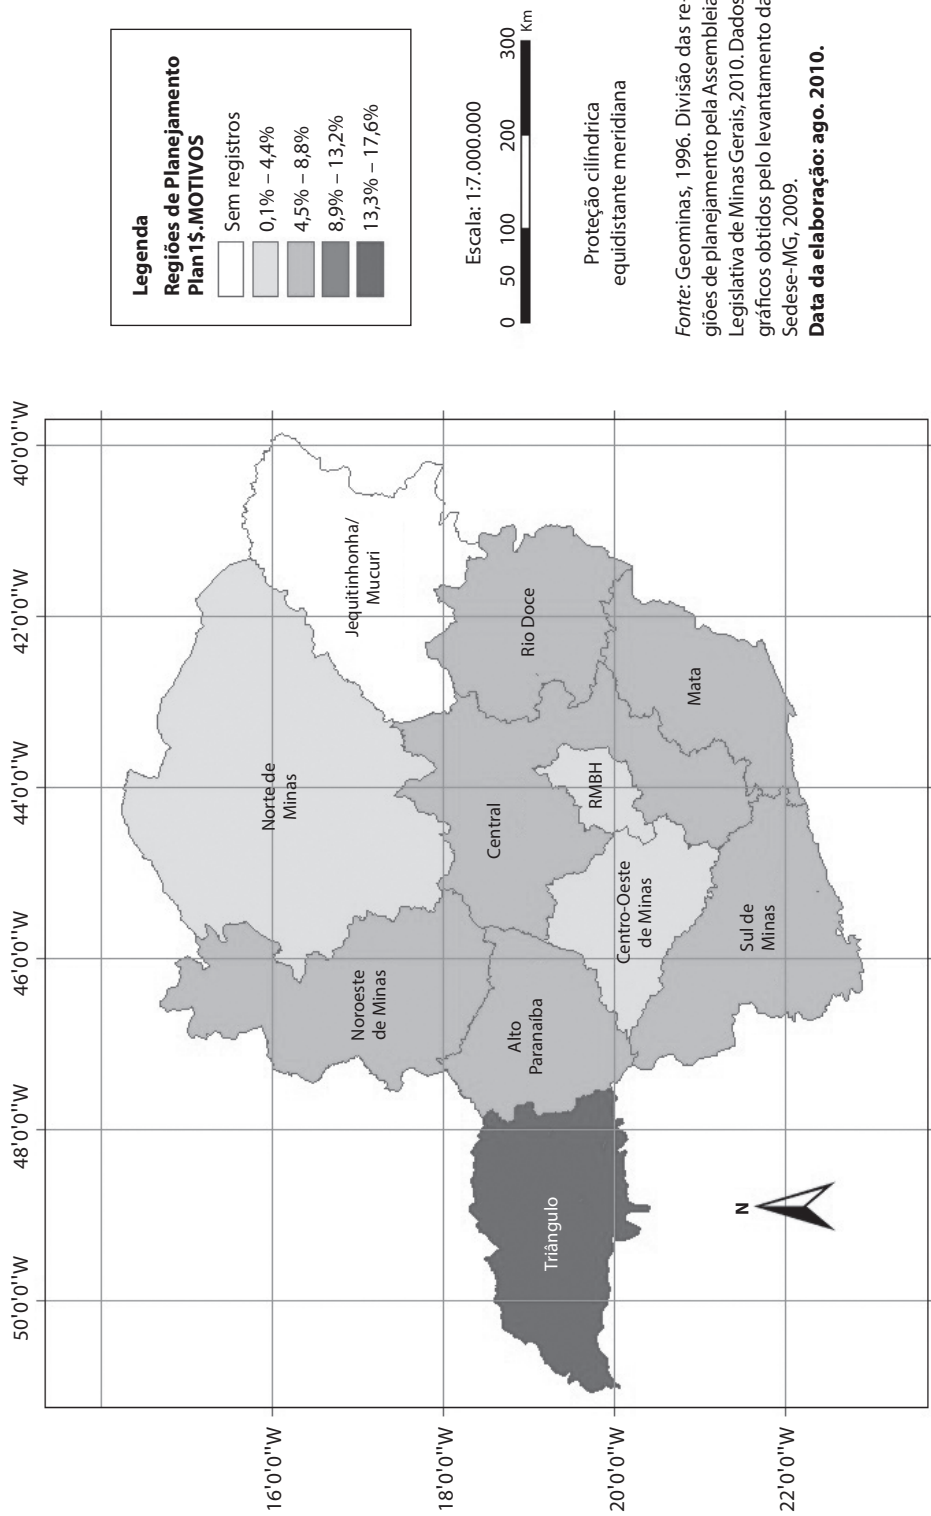 50'0'0"W
48'0'0"W
46'0'0"W
44'0'0"W
42'0'0"W
40'0'0"W
16'0'0"W
18'0'0"W
20'0'0"W
22'0'0"W
Norte de
Minas
Jequitinhonha/
Mucuri
Noroeste
de Minas
Central
Rio Doce
Alto
Paranaíba
Triângulo
RMBH
Centro-Oeste
de Minas
Mata
Sul de
Minas
N
Legenda
Regiões de Planejamento
Plan1$.MOTIVOS
Sem registros
0,1% – 4,4%
4,5% – 8,8%
8,9% – 13,2%
13,3% – 17,6%
Escala: 1:7.000.000
0 50 100 200 300
Km
Proteção cilíndrica
equidistante meridiana
Fonte: Geominas, 1996. Divisão das re-
giões de planejamento pela Assembleia
Legislativa de Minas Gerais, 2010. Dados
gráficos obtidos pelo levantamento da
Sedese-MG, 2009.
Data da elaboração: ago. 2010.